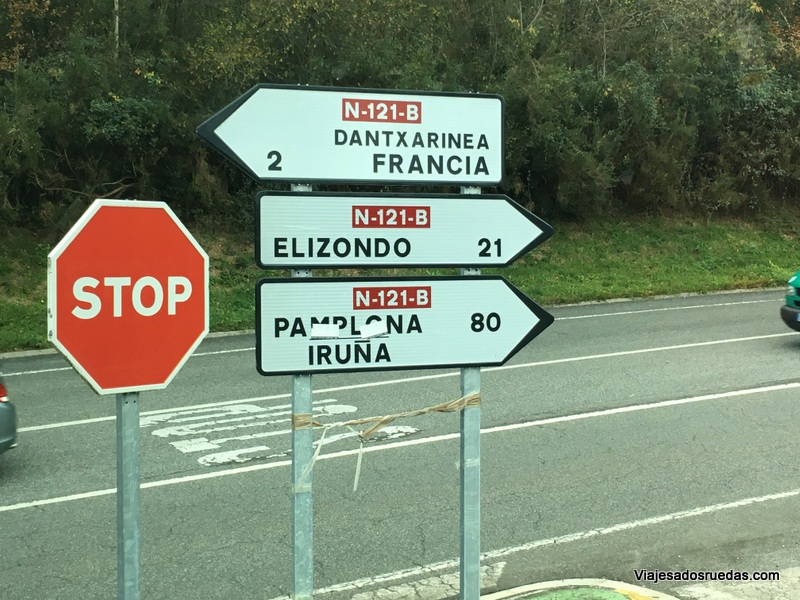 N-121-B
DANTXARINEA
2 FRANCIA
STOP
N-121-B
ELIZONDO 21
N-121-B
PAMPLONA 80
IRUÑA
Viajesadosruedas.com